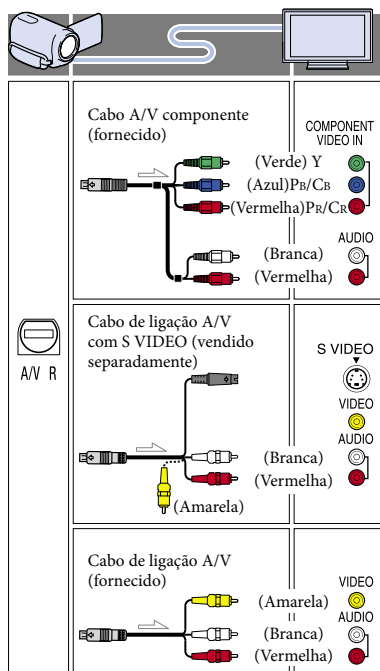 Cabo A/V componente
(fornecido)
COMPONENT
VIDEO IN
(Verde) Y
(Azul)PB/CB
(Vermelha)PR/CR
AUDIO
(Branca)
(Vermelha)
A/V R
Cabo de ligação A/V
com S VIDEO (vendido
separadamente)
S VIDEO
VIDEO
AUDIO
(Branca)
(Vermelha)
(Amarela)
Cabo de ligação A/V
(fornecido)
VIDEO
(Amarela)
AUDIO
(Branca)
(Vermelha)